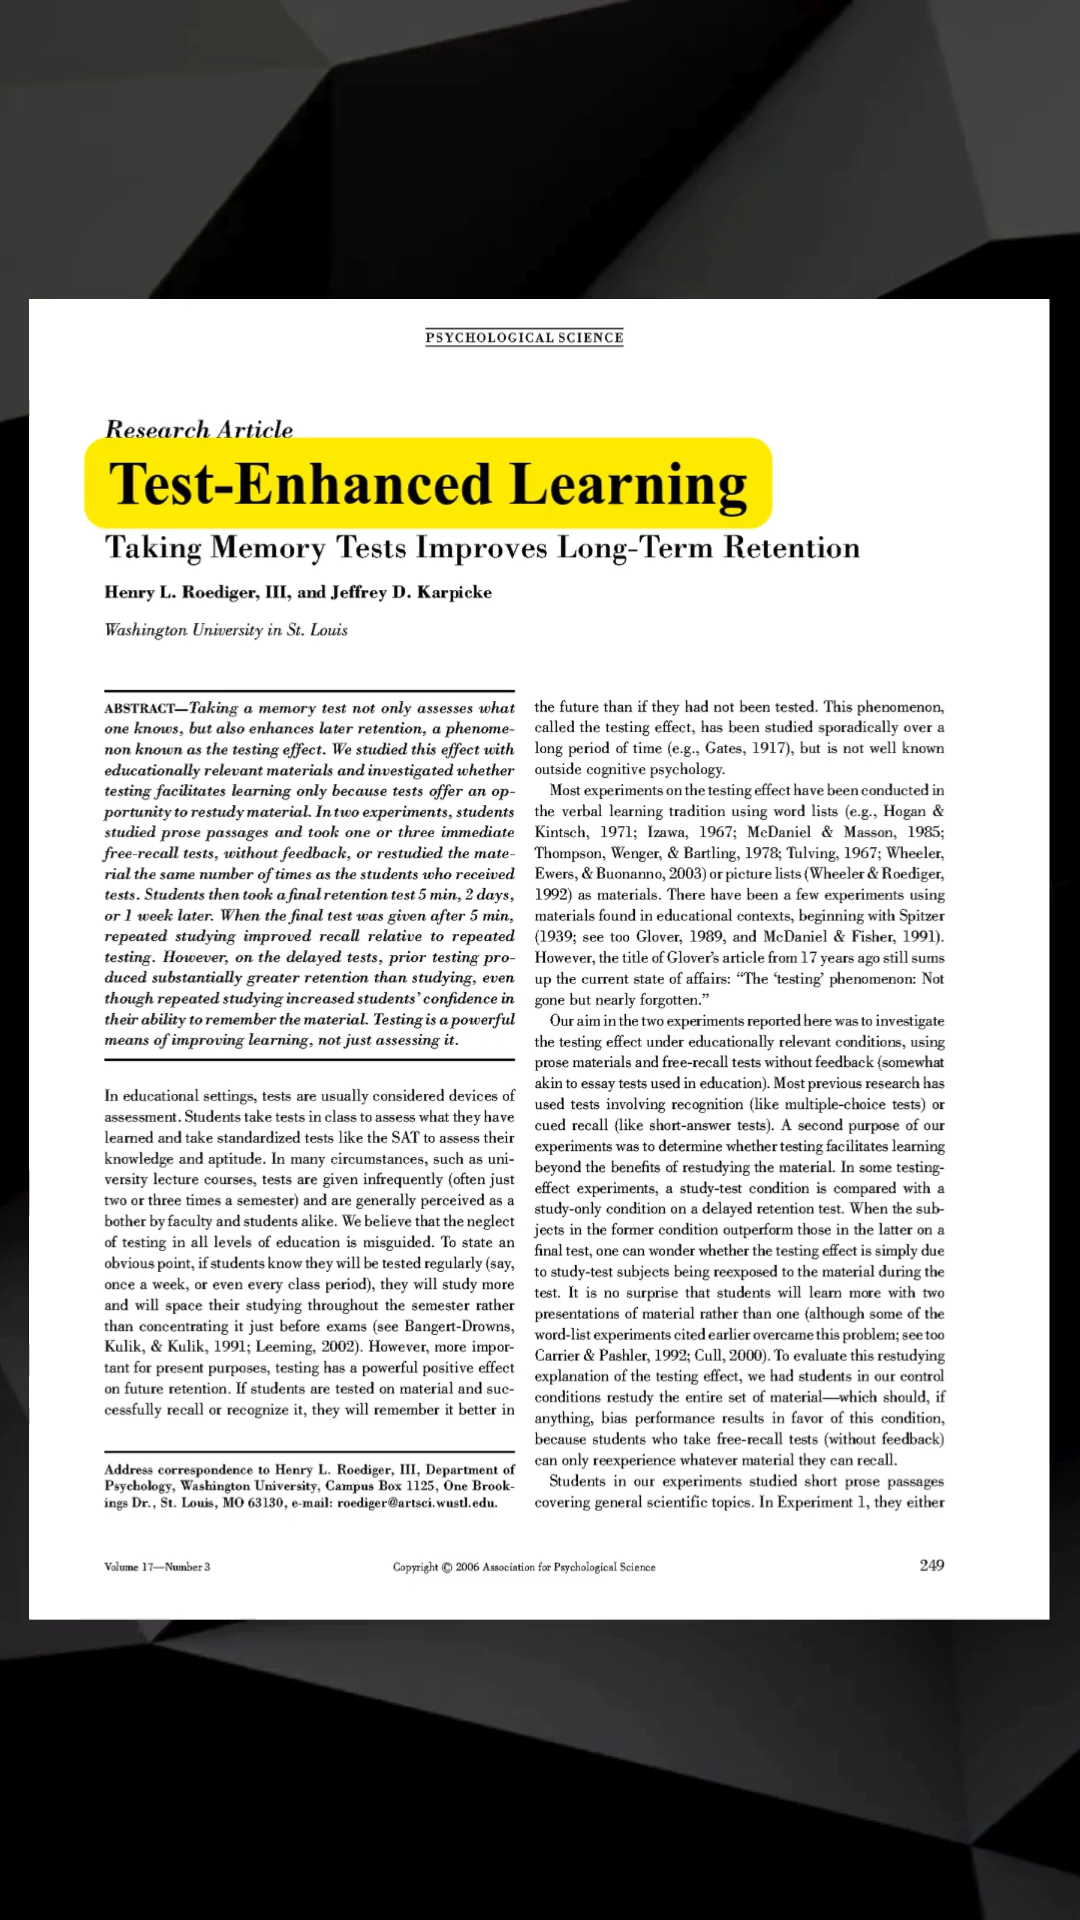 PSYCHOLOGICAL SCIENCE
Research Article
Test-Enhanced Learning
Taking Memory Tests Improves Long-Term Retention
Henry L. Roediger, III, and Jeffrey D. Karpicke
Washington University in St. Louis
ABSTRACT—Taking a memory test not only assesses what
one knows, but also enhances later retention, a phenome-
non known as the testing effect. We studied this effect with
educationally relevant materials and investigated whether
testing facilitates learning only because tests offer an op-
portunity to restudy material. In two experiments, students
studied prose passages and took one or three immediate
free-recall tests, without feedback, or restudied the mate-
rial the same number of times as the students who received
tests. Students then took a final retention test 5 min, 2 days,
or 1 week later. When the final test was given after 5 min,
repeated studying improved recall relative to repeated
testing. However, on the delayed tests, prior testing pro-
duced substantially greater retention than studying, even
though repeated studying increased students' confidence in
their ability to remember the material. Testing is a powerful
means of improving learning, not just assessing it.
In educational settings, tests are usually considered devices of
assessment. Students take tests in class to assess what they have
learned and take standardized tests like the SAT to assess their
knowledge and aptitude. In many circumstances, such as uni-
versity lecture courses, tests are given infrequently (often just
two or three times a semester) and are generally perceived as a
bother by faculty and students alike. We believe that the neglect
of testing in all levels of education is misguided. To state an
obvious point, if students know they will be tested regularly (say,
once a week, or even every class period), they will study more
and will space their studying throughout the semester rather
than concentrating it just before exams (see Bangert-Drowns,
Kulik, & Kulik, 1991; Leeming, 2002). However, more impor-
tant for present purposes, testing has a powerful positive effect
on future retention. If students are tested on material and suc-
cessfully recall or recognize it, they will remember it better in
Address correspondence to Henry L. Roediger, III, Department of
Psychology, Washington University, Campus Box 1125, One Brook-
ings Dr., St. Louis, MO 63130, e-mail: roediger@artsci.wustl.edu.
the future than if they had not been tested. This phenomenon,
called the testing effect, has been studied sporadically over a
long period of time (e.g., Gates, 1917), but is not well known
outside cognitive psychology.
Most experiments on the testing effect have been conducted in
the verbal learning tradition using word lists (e.g., Hogan &
Kintsch, 1971; Izawa, 1967; McDaniel & Masson, 1985;
Thompson, Wenger, & Bartling, 1978; Tulving, 1967; Wheeler,
Ewers, & Buonanno, 2003) or picture lists (Wheeler & Roediger,
1992) as materials. There have been a few experiments using
materials found in educational contexts, beginning with Spitzer
(1939; see too Glover, 1989, and McDaniel & Fisher, 1991).
However, the title of Glover's article from 17 years ago still sums
up the current state of affairs: "The 'testing' phenomenon: Not
gone but nearly forgotten."
Our aim in the two experiments reported here was to investigate
the testing effect under educationally relevant conditions, using
prose materials and free-recall tests without feedback (somewhat
akin to essay tests used in education). Most previous research has
used tests involving recognition (like multiple-choice tests) or
cued recall (like short-answer tests). A second purpose of our
experiments was to determine whether testing facilitates learning
beyond the benefits of restudying the material. In some testing-
effect experiments, a study-test condition is compared with a
study-only condition on a delayed retention test. When the sub-
jects in the former condition outperform those in the latter on a
final test, one can wonder whether the testing effect is simply due
to study-test subjects being reexposed to the material during the
test. It is no surprise that students will learn more with two
presentations of material rather than one (although some of the
word-list experiments cited earlier overcame this problem; see too
Carrier & Pashler, 1992; Cull, 2000). To evaluate this restudying
explanation of the testing effect, we had students in our control
conditions restudy the entire set of material—which should, if
anything, bias performance results in favor of this condition,
because students who take free-recall tests (without feedback)
can only reexperience whatever material they can recall.
Students in our experiments studied short prose passages
covering general scientific topics. In Experiment 1, they either
Volume 17—Number 3
Copyright © 2006 Association for Psychological Science
249